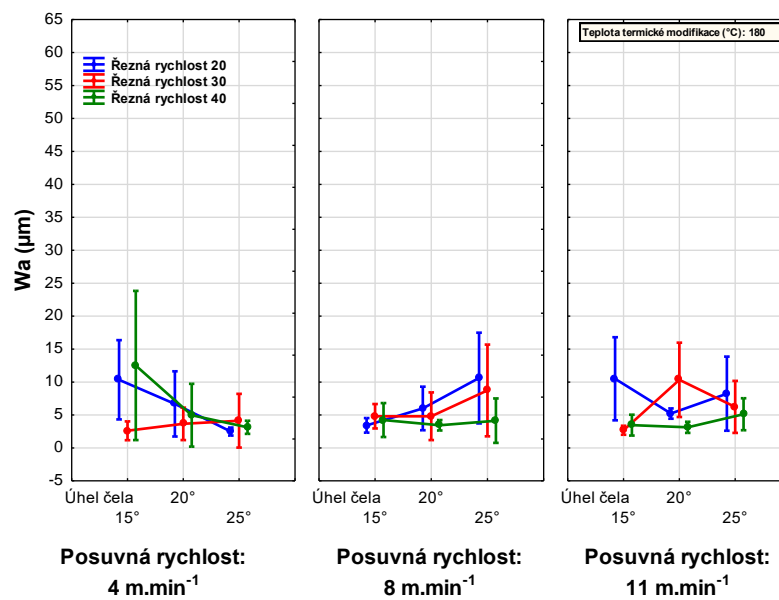 Teplota termické modifikace (°C): 180
Řezná rychlost 20
Řezná rychlost 30
Řezná rychlost 40
Wa (µm)
65
60
55
50
45
40
35
30
25
20
15
10
5
0
-5
Úhel čela 20° Úhel čela 20° Úhel čela 20°
15° 25° 15° 25° 15° 25°
Posuvná rychlost: Posuvná rychlost: Posuvná rychlost:
4 m.min⁻¹ 8 m.min⁻¹ 11 m.min⁻¹